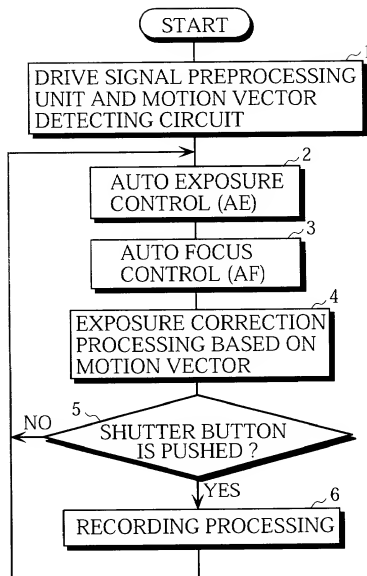 START
1
DRIVE SIGNAL PREPROCESSING
UNIT AND MOTION VECTOR
DETECTING CIRCUIT
2
AUTO EXPOSURE
CONTROL (AE)
3
AUTO FOCUS
CONTROL (AF)
4
EXPOSURE CORRECTION
PROCESSING BASED ON
MOTION VECTOR
5
NO
SHUTTER BUTTON
IS PUSHED ?
YES
6
RECORDING PROCESSING